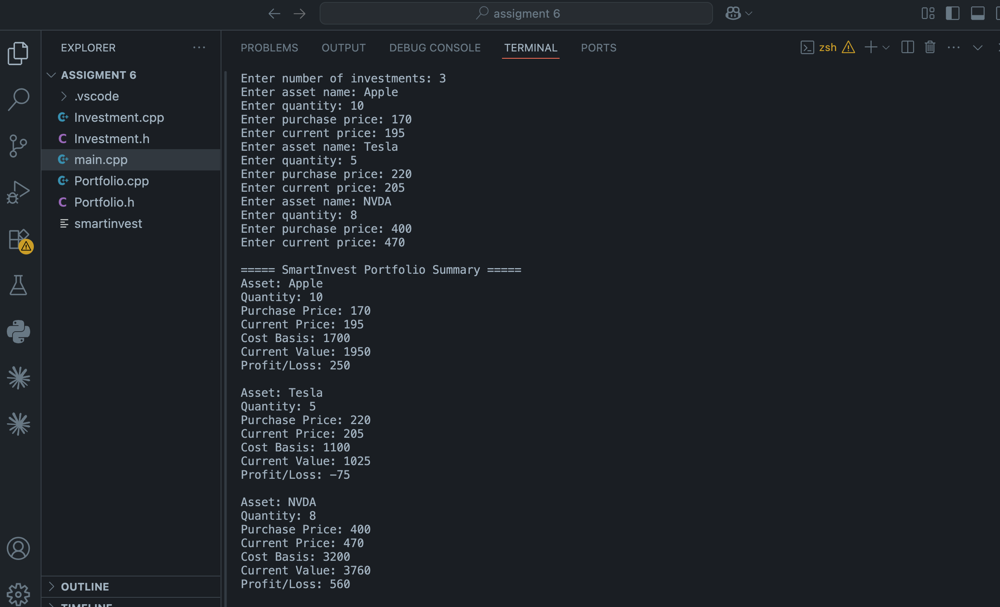 assigment 6
EXPLORER
ASSIGMENT 6
.vscode
Investment.cpp
Investment.h
main.cpp
Portfolio.cpp
Portfolio.h
smartinvest
OUTLINE
TIMELINE
PROBLEMS OUTPUT DEBUG CONSOLE TERMINAL PORTS
zsh
Enter number of investments: 3
Enter asset name: Apple
Enter quantity: 10
Enter purchase price: 170
Enter current price: 195
Enter asset name: Tesla
Enter quantity: 5
Enter purchase price: 220
Enter current price: 205
Enter asset name: NVDA
Enter quantity: 8
Enter purchase price: 400
Enter current price: 470
===== SmartInvest Portfolio Summary =====
Asset: Apple
Quantity: 10
Purchase Price: 170
Current Price: 195
Cost Basis: 1700
Current Value: 1950
Profit/Loss: 250
Asset: Tesla
Quantity: 5
Purchase Price: 220
Current Price: 205
Cost Basis: 1100
Current Value: 1025
Profit/Loss: -75
Asset: NVDA
Quantity: 8
Purchase Price: 400
Current Price: 470
Cost Basis: 3200
Current Value: 3760
Profit/Loss: 560